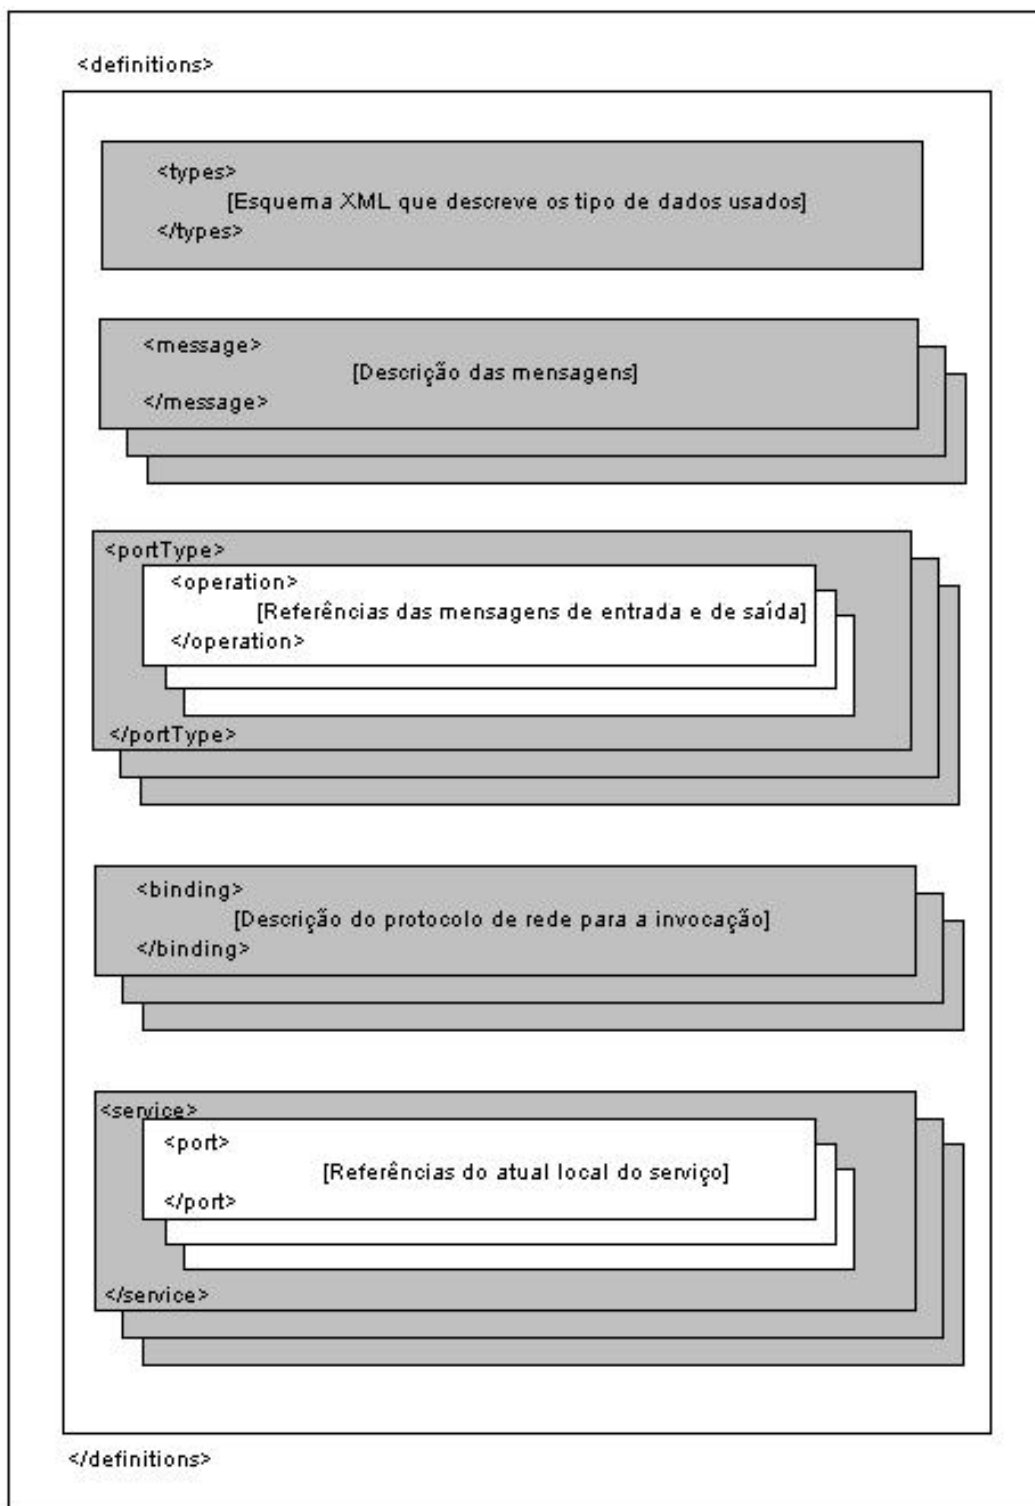 <definitions>
<types>
[Esquema XML que descreve os tipo de dados usados]
</types>
<message>
[Descrição das mensagens]
</message>
<portType>
<operation>
[Referências das mensagens de entrada e de saída]
</operation>
</portType>
<binding>
[Descrição do protocolo de rede para a invocação]
</binding>
<service>
<port>
[Referências do atual local do serviço]
</port>
</service>
</definitions>